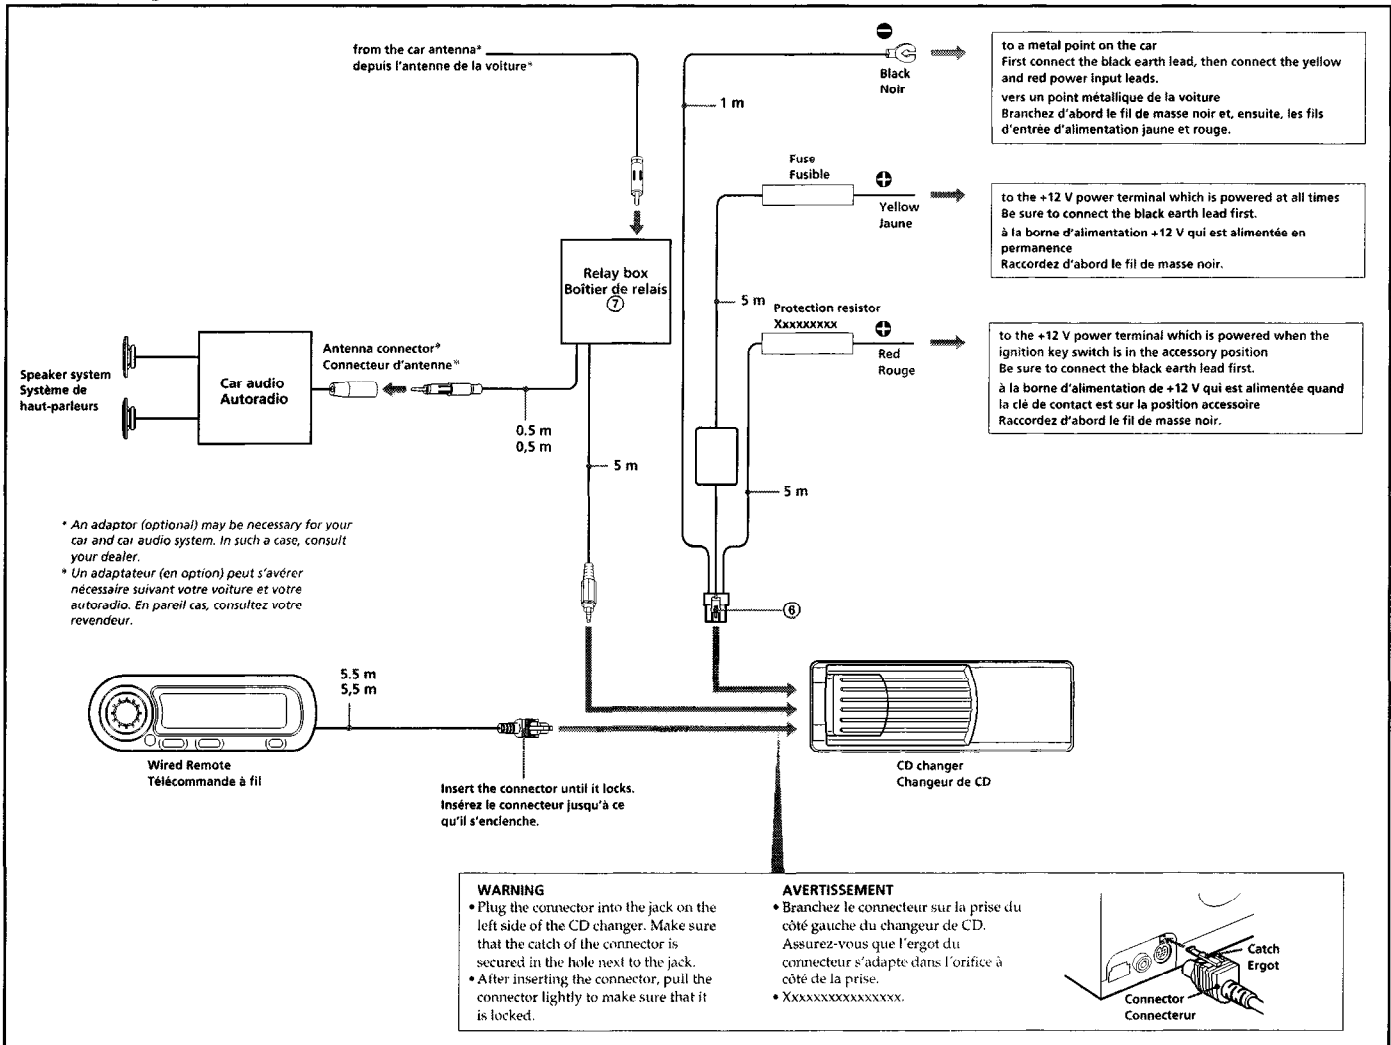 from the car antenna*
depuis l'antenne de la voiture*
1 m
Black
Noir
to a metal point on the car
First connect the black earth lead, then connect the yellow
and red power input leads.
vers un point métallique de la voiture
Branchez d'abord le fil de masse noir et, ensuite, les fils
d'entrée d'alimentation jaune et rouge.
Fuse
Fusible
Yellow
Jaune
to the +12 V power terminal which is powered at all times
Be sure to connect the black earth lead first.
à la borne d'alimentation +12 V qui est alimentée en
permanence
Raccordez d'abord le fil de masse noir.
Relay box
Boîtier de relais
⑦
5 m
Protection resistor
Xxxxxxxxx
Red
Rouge
to the +12 V power terminal which is powered when the
ignition key switch is in the accessory position
Be sure to connect the black earth lead first.
à la borne d'alimentation de +12 V qui est alimentée quand
la clé de contact est sur la position accessoire
Raccordez d'abord le fil de masse noir.
Speaker system
Système de
haut-parleurs
Car audio
Autoradio
Antenna connector*
Connecteur d'antenne*
0.5 m
0,5 m
5 m
5 m
* An adaptor (optional) may be necessary for your
car and car audio system. In such a case, consult
your dealer.
* Un adaptateur (en option) peut s'avérer
nécessaire suivant votre voiture et votre
autoradio. En pareil cas, consultez votre
revendeur.
⑥
5.5 m
5,5 m
Wired Remote
Télécommande à fil
Insert the connector until it locks.
Insérez le connecteur jusqu'à ce
qu'il s'enclenche.
CD changer
Changeur de CD
WARNING
• Plug the connector into the jack on the
left side of the CD changer. Make sure
that the catch of the connector is
secured in the hole next to the jack.
• After inserting the connector, pull the
connector lightly to make sure that it
is locked.
AVERTISSEMENT
• Branchez le connecteur sur la prise du
côté gauche du changeur de CD.
Assurez-vous que l'ergot du
connecteur s'adapte dans l'orifice à
côté de la prise.
• Xxxxxxxxxxxxxxxx.
Catch
Ergot
Connector
Connecterur